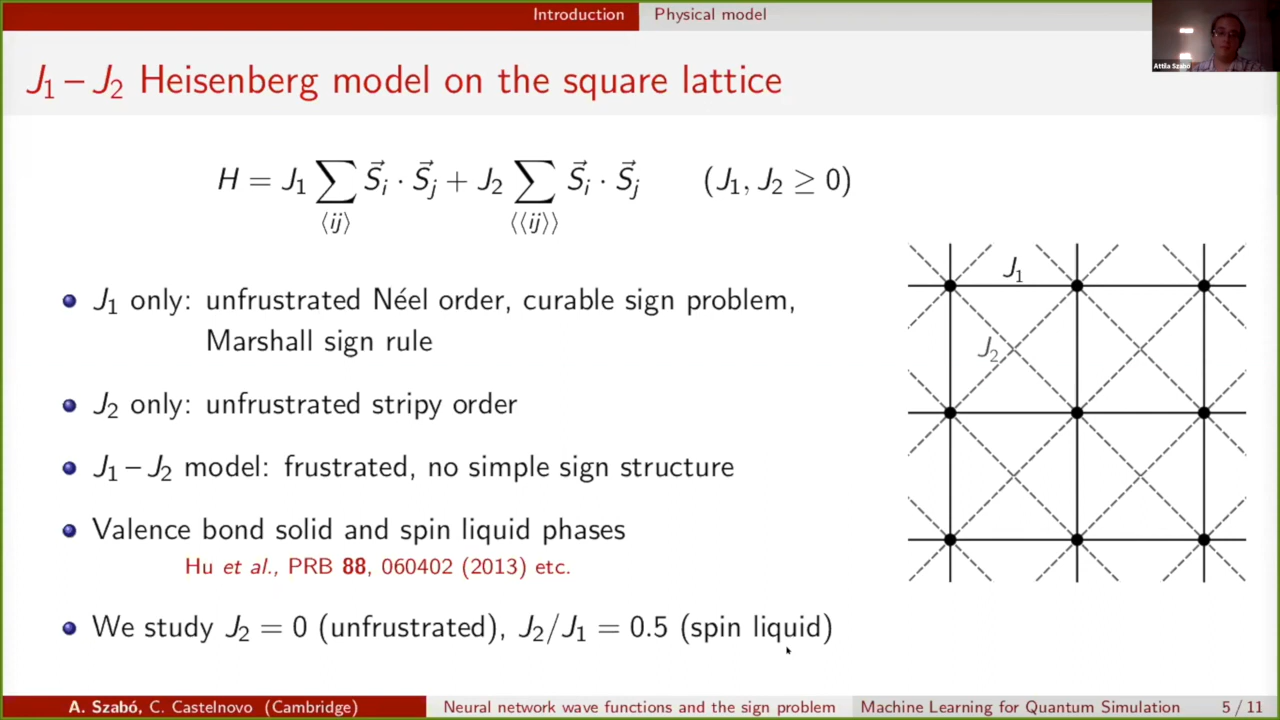 Introduction Physical model
Attila Szabó
J₁ – J₂ Heisenberg model on the square lattice
H = J₁ ∑ S⃗ᵢ · S⃗ⱼ + J₂ ∑ S⃗ᵢ · S⃗ⱼ (J₁, J₂ ≥ 0)
⟨ij⟩ ⟨⟨ij⟩⟩
J₁ only: unfrustrated Néel order, curable sign problem,
Marshall sign rule
J₂ only: unfrustrated stripy order
J₁ – J₂ model: frustrated, no simple sign structure
Valence bond solid and spin liquid phases
Hu et al., PRB 88, 060402 (2013) etc.
We study J₂ = 0 (unfrustrated), J₂/J₁ = 0.5 (spin liquid)
J₁
J₂
A. Szabó, C. Castelnovo (Cambridge) Neural network wave functions and the sign problem Machine Learning for Quantum Simulation 5 / 11